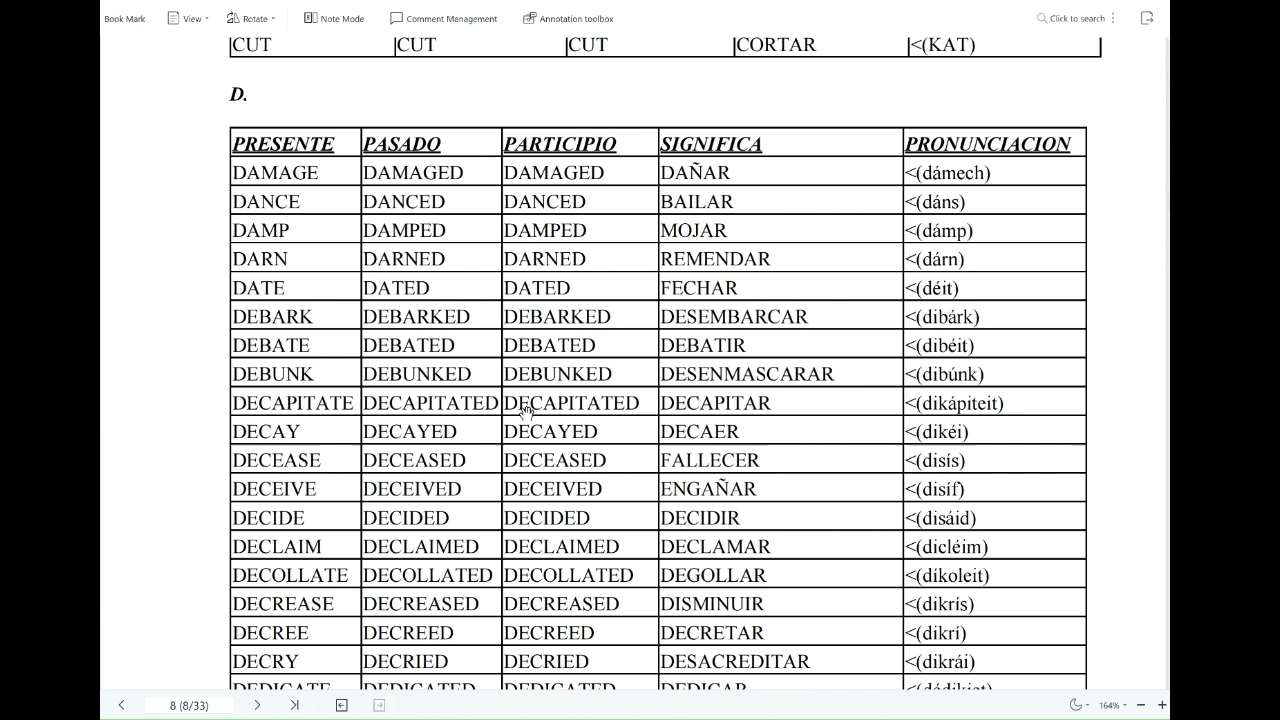 Book Mark View Rotate Note Mode Comment Management Annotation toolbox Click to search
CUT CUT CUT CORTAR <(KAT)
D.
PRESENTE PASADO PARTICIPIO SIGNIFICA PRONUNCIACION
DAMAGE DAMAGED DAMAGED DAÑAR <(dámech)
DANCE DANCED DANCED BAILAR <(dáns)
DAMP DAMPED DAMPED MOJAR <(dámp)
DARN DARNED DARNED REMENDAR <(dárn)
DATE DATED DATED FECHAR <(déit)
DEBARK DEBARKED DEBARKED DESEMBARCAR <(dibárk)
DEBATE DEBATED DEBATED DEBATIR <(dibéit)
DEBUNK DEBUNKED DEBUNKED DESENMASCARAR <(dibúnk)
DECAPITATE DECAPITATED DECAPITATED DECAPITAR <(dikápiteit)
DECAY DECAYED DECAYED DECAER <(dikéi)
DECEASE DECEASED DECEASED FALLECER <(disís)
DECEIVE DECEIVED DECEIVED ENGAÑAR <(disíf)
DECIDE DECIDED DECIDED DECIDIR <(disáid)
DECLAIM DECLAIMED DECLAIMED DECLAMAR <(dicléim)
DECOLLATE DECOLLATED DECOLLATED DEGOLLAR <(díkoleit)
DECREASE DECREASED DECREASED DISMINUIR <(dikrís)
DECREE DECREED DECREED DECRETAR <(dikrí)
DECRY DECRIED DECRIED DESACREDITAR <(dikrái)
DEDICATE DEDICATED DEDICATED DEDICAR
8 (8/33) 164%